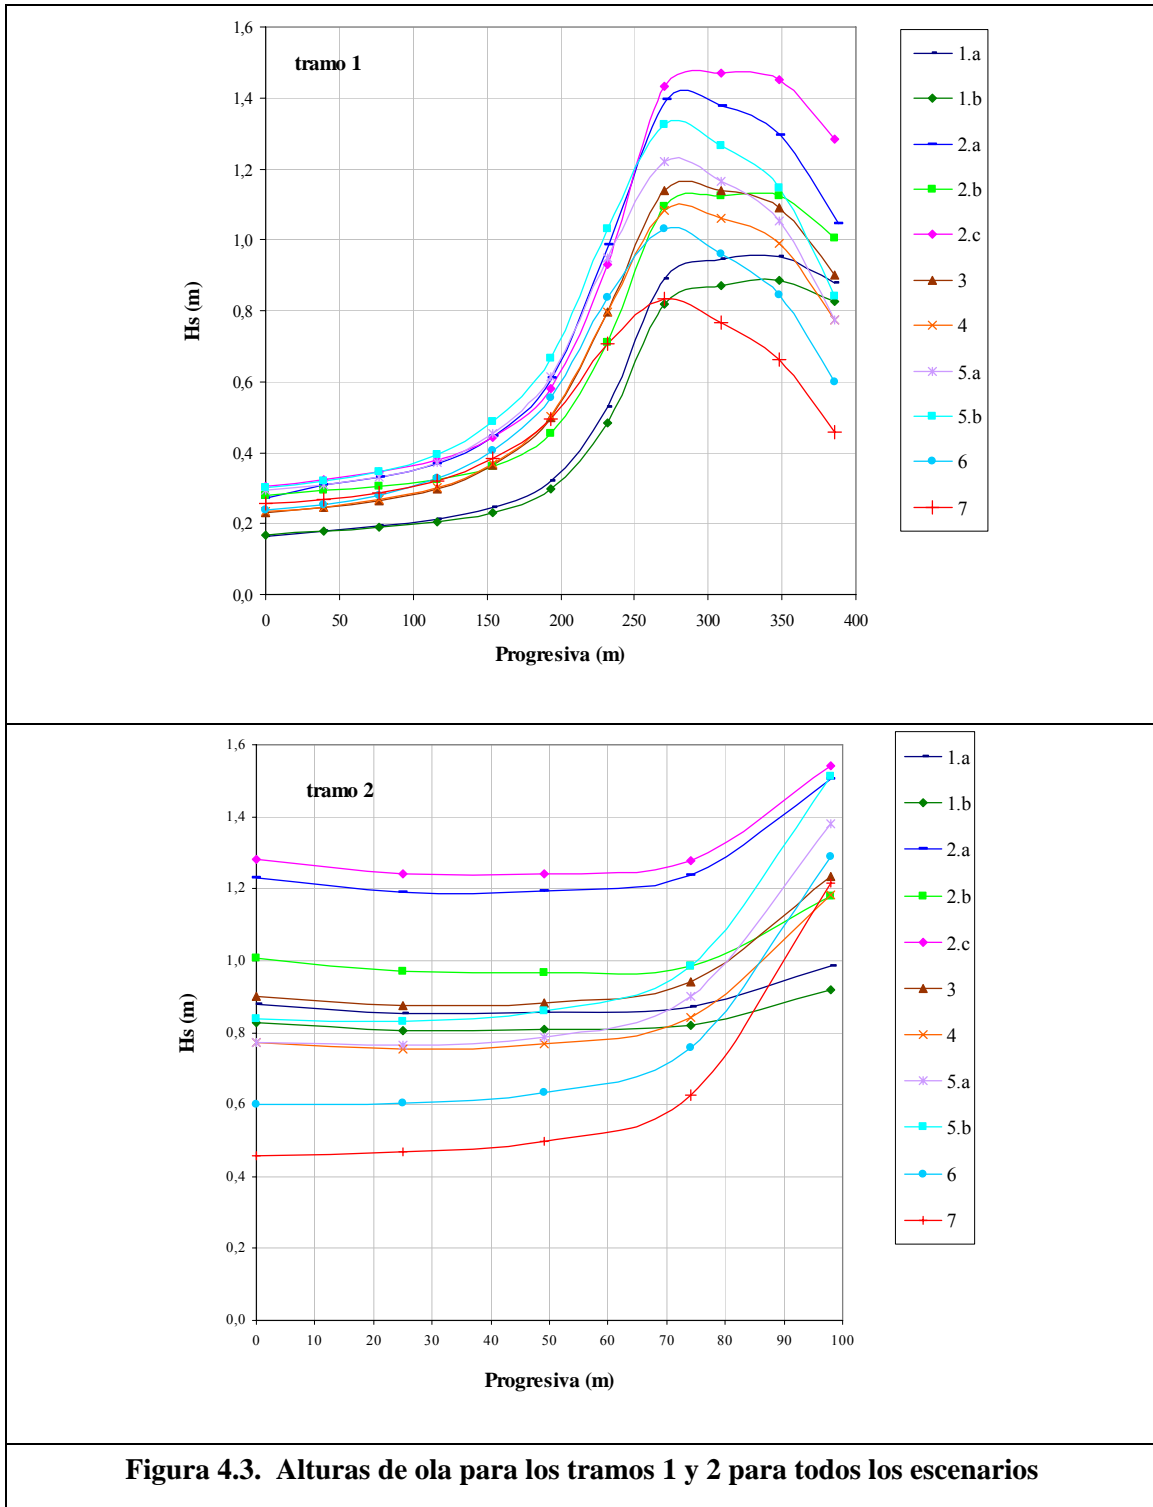 tramo 1
Hs (m)
1,6
1,4
1,2
1,0
0,8
0,6
0,4
0,2
0,0
0 50 100 150 200 250 300 350 400
Progresiva (m)
1.a
1.b
2.a
2.b
2.c
3
4
5.a
5.b
6
7
tramo 2
Hs (m)
1,6
1,4
1,2
1,0
0,8
0,6
0,4
0,2
0,0
0 10 20 30 40 50 60 70 80 90 100
Progresiva (m)
1.a
1.b
2.a
2.b
2.c
3
4
5.a
5.b
6
7
Figura 4.3. Alturas de ola para los tramos 1 y 2 para todos los escenarios